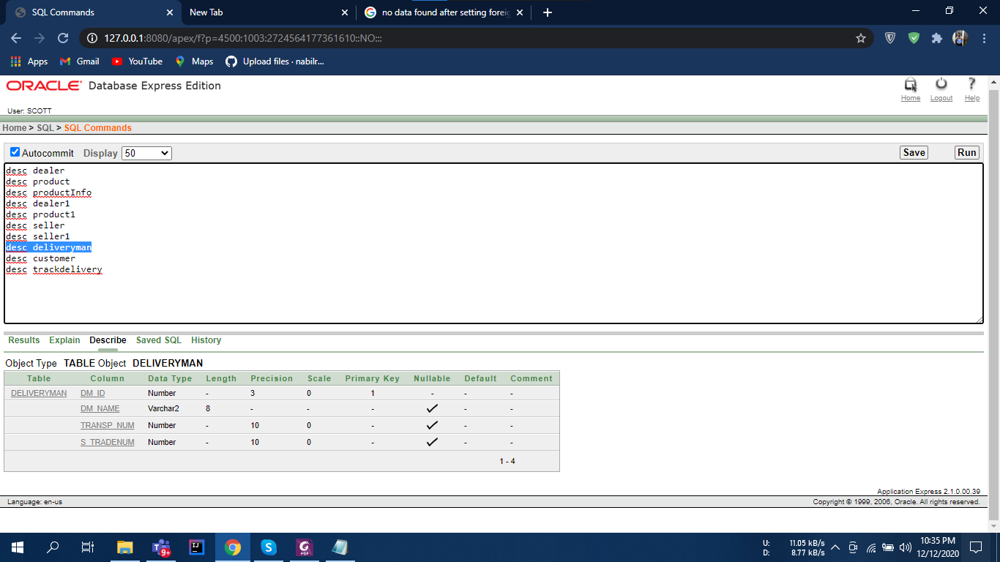 SQL Commands
New Tab
no data found after setting foreig
127.0.0.1:8080/apex/f?p=4500:1003:2724564177361610::NO:::
Apps
Gmail
YouTube
Maps
Upload files · nabilr...
ORACLE Database Express Edition
Home
Logout
Help
User: SCOTT
Home > SQL > SQL Commands
Autocommit Display 50
Save
Run
desc dealer
desc product
desc productInfo
desc dealer1
desc product1
desc seller
desc seller1
desc deliveryman
desc customer
desc trackdelivery
Results Explain Describe Saved SQL History
Object Type TABLE Object DELIVERYMAN
Table Column Data Type Length Precision Scale Primary Key Nullable Default Comment
DELIVERYMAN DM_ID Number - 3 0 1 - - -
DM_NAME Varchar2 8 - - - ✓ - -
TRANSP_NUM Number - 10 0 - ✓ - -
S_TRADENUM Number - 10 0 - ✓ - -
1 - 4
Application Express 2.1.0.00.39
Language: en-us
Copyright © 1999, 2006, Oracle. All rights reserved.
9+
IJ
S
PDF
U: 11.05 kB/s
D: 8.77 kB/s
10:35 PM
12/12/2020